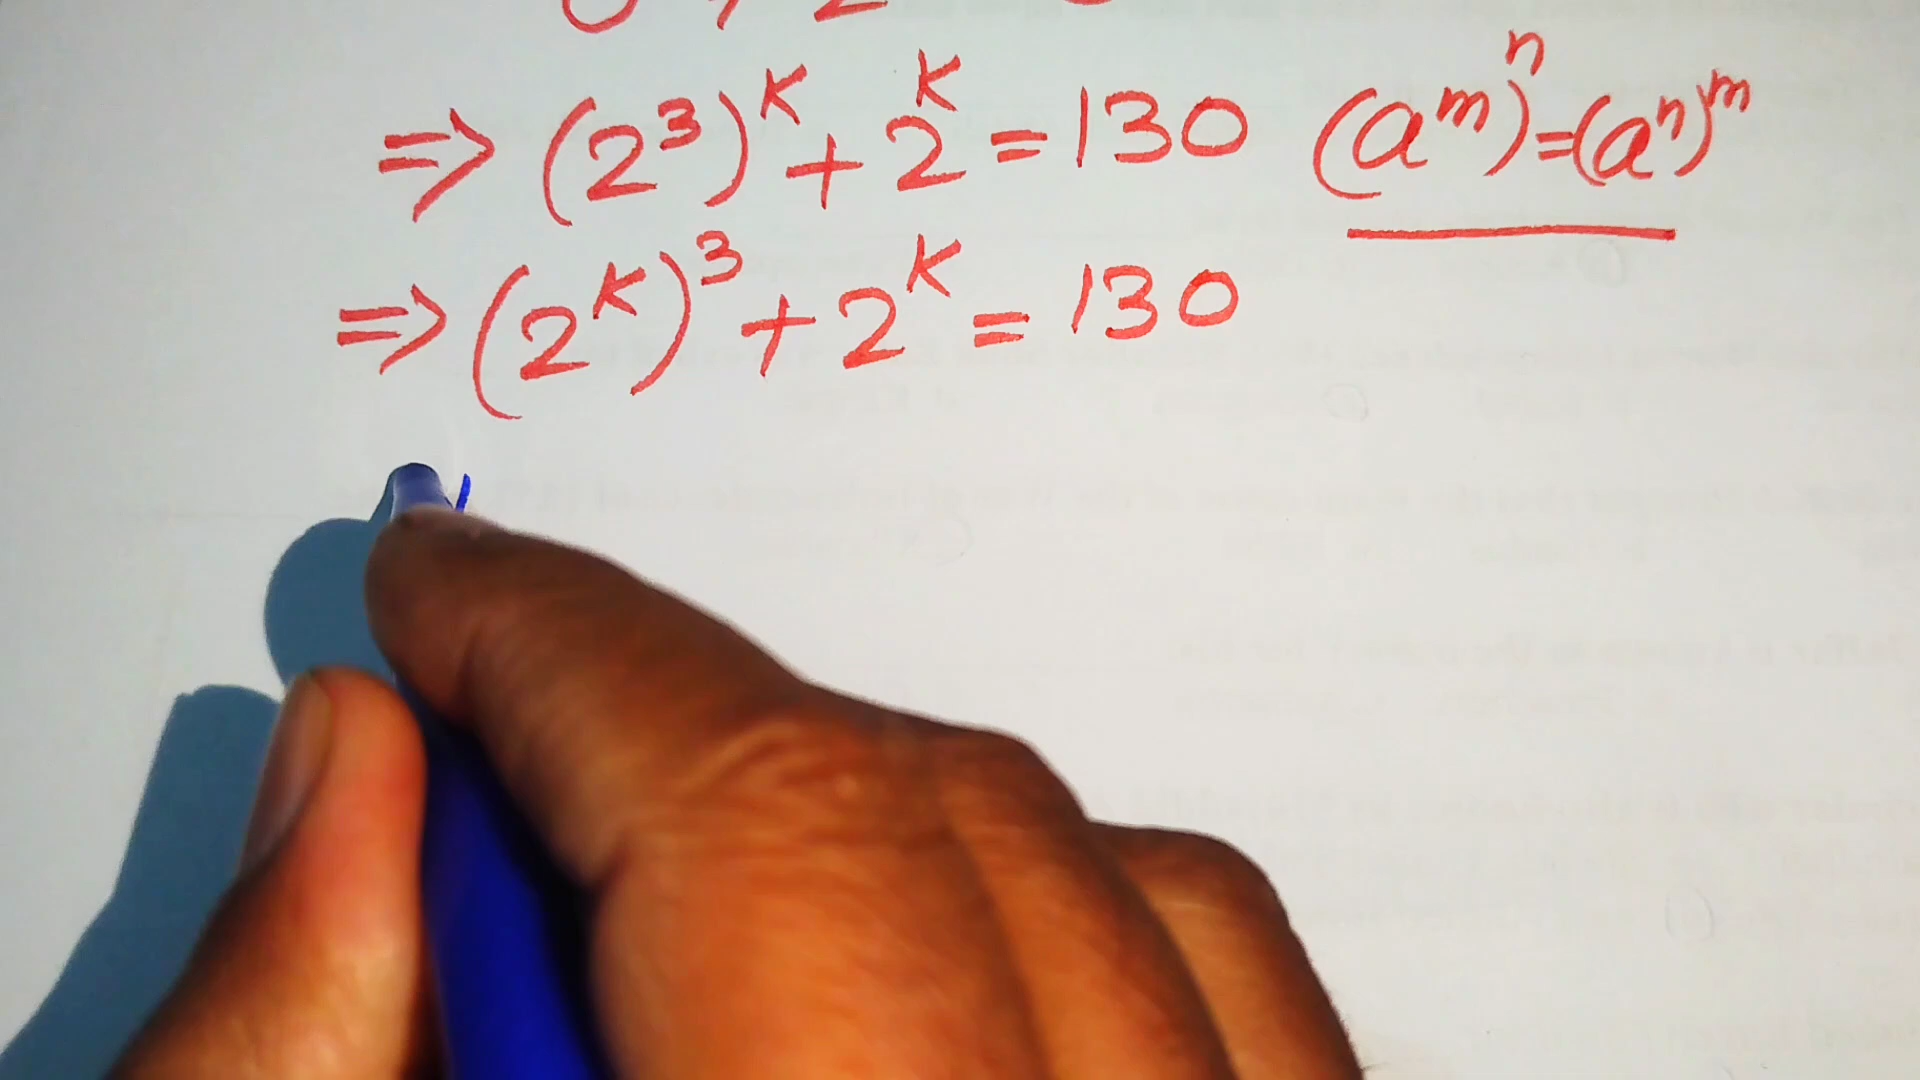 ⇒ (2³)ᴷ + 2ᴷ = 130 (aᵐ)ⁿ = (aⁿ)ᵐ
⇒ (2ᴷ)³ + 2ᴷ = 130